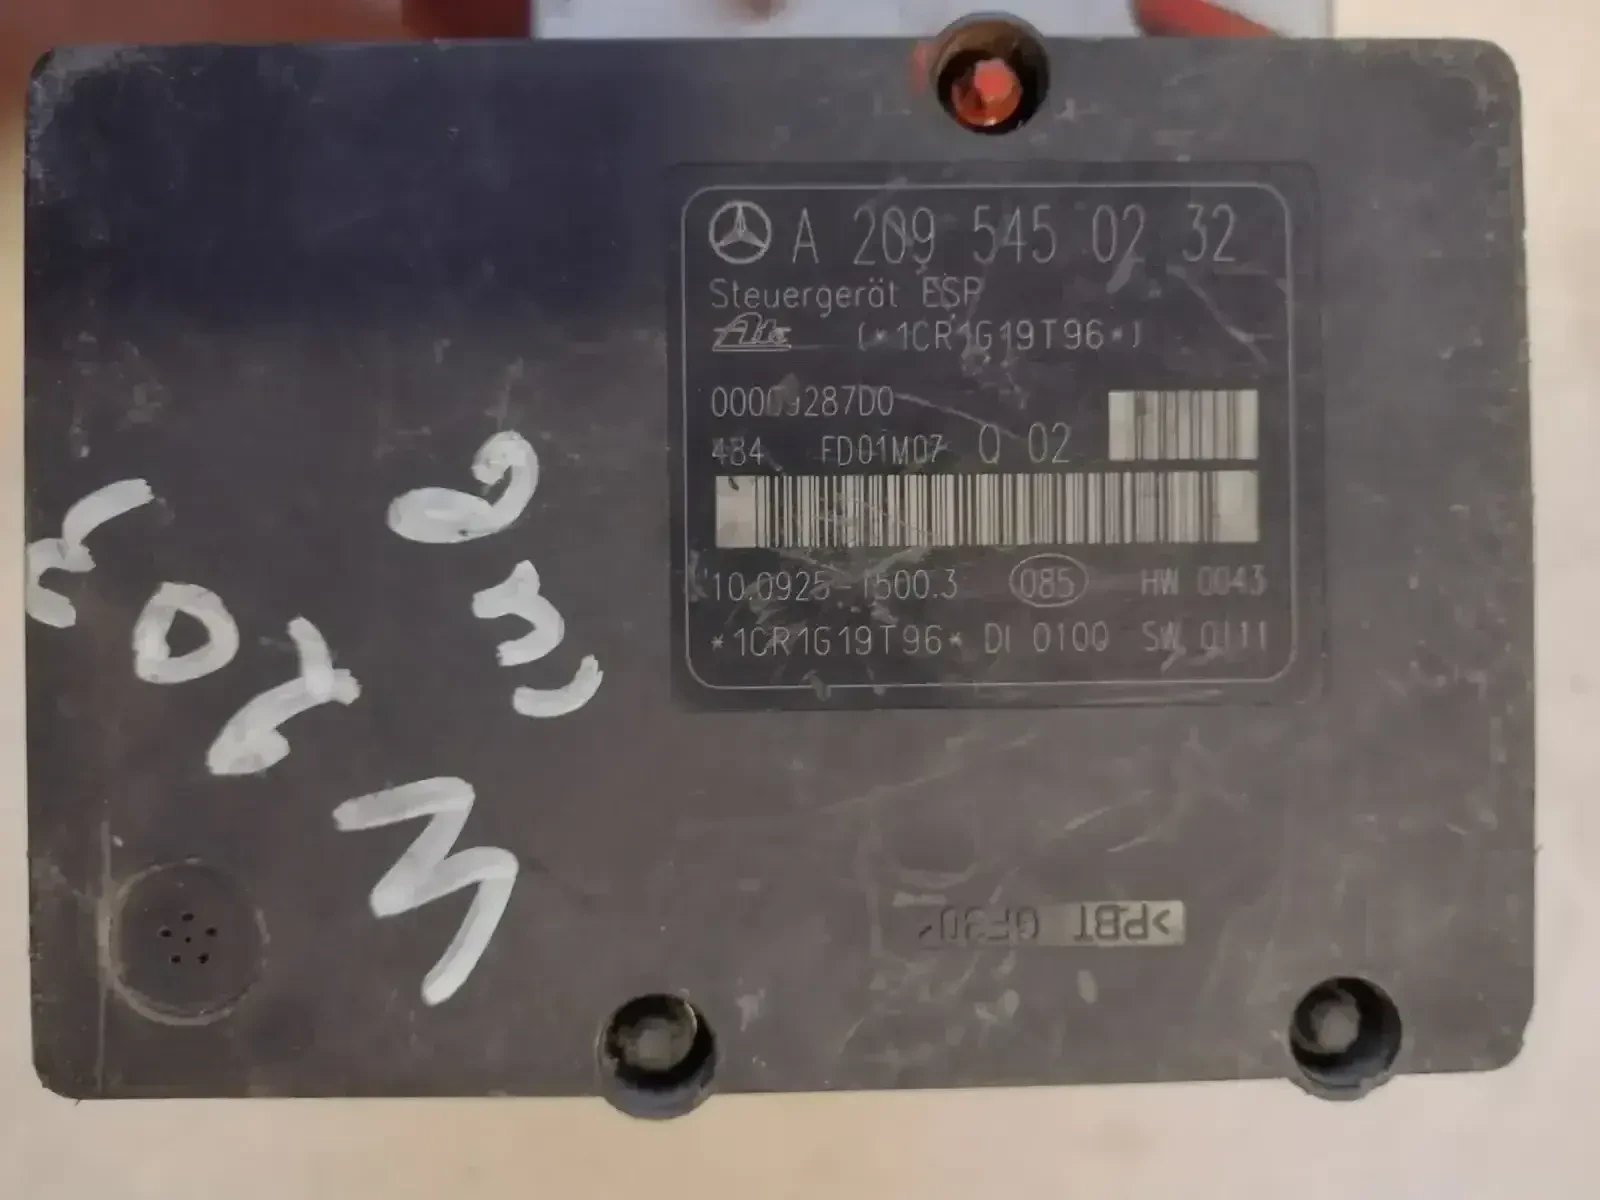 A 209 545 02 32
Steuergerät ESP
Ate (*1CR1G19T96*)
00009287D0
484 FD01M07 Q 02
10.0925-1500.3 085 HW 0043
*1CR1G19T96* DI 0100 SW 0111
>PBT GF30<